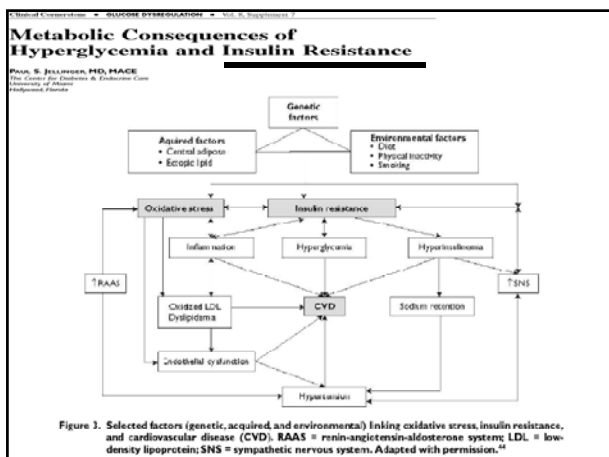 Clinical Cornerstone • GLUCOSE DYSREGULATION • Vol. 8, Supplement 7
Metabolic Consequences of
Hyperglycemia and Insulin Resistance
PAUL S. JELLINGER, MD, MACE
The Center for Diabetes & Endocrine Care
University of Miami
Hollywood, Florida
Genetic
factors
Aquired factors
• Central adipose
• Ectopic lipid
Environmental factors
• Diet
• Physical inactivity
• Smoking
Oxidative stress
Insulin resistance
Inflammation
Hyperglycemia
Hyperinsulinemia
↑RAAS
Oxidized LDL
Dyslipidema
CVD
Sodium retention
↑SNS
Endothelial dysfunction
Hypertension
Figure 3. Selected factors (genetic, acquired, and environmental) linking oxidative stress, insulin resistance,
and cardiovascular disease (CVD). RAAS = renin-angiotensin-aldosterone system; LDL = low-
density lipoprotein; SNS = sympathetic nervous system. Adapted with permission.44